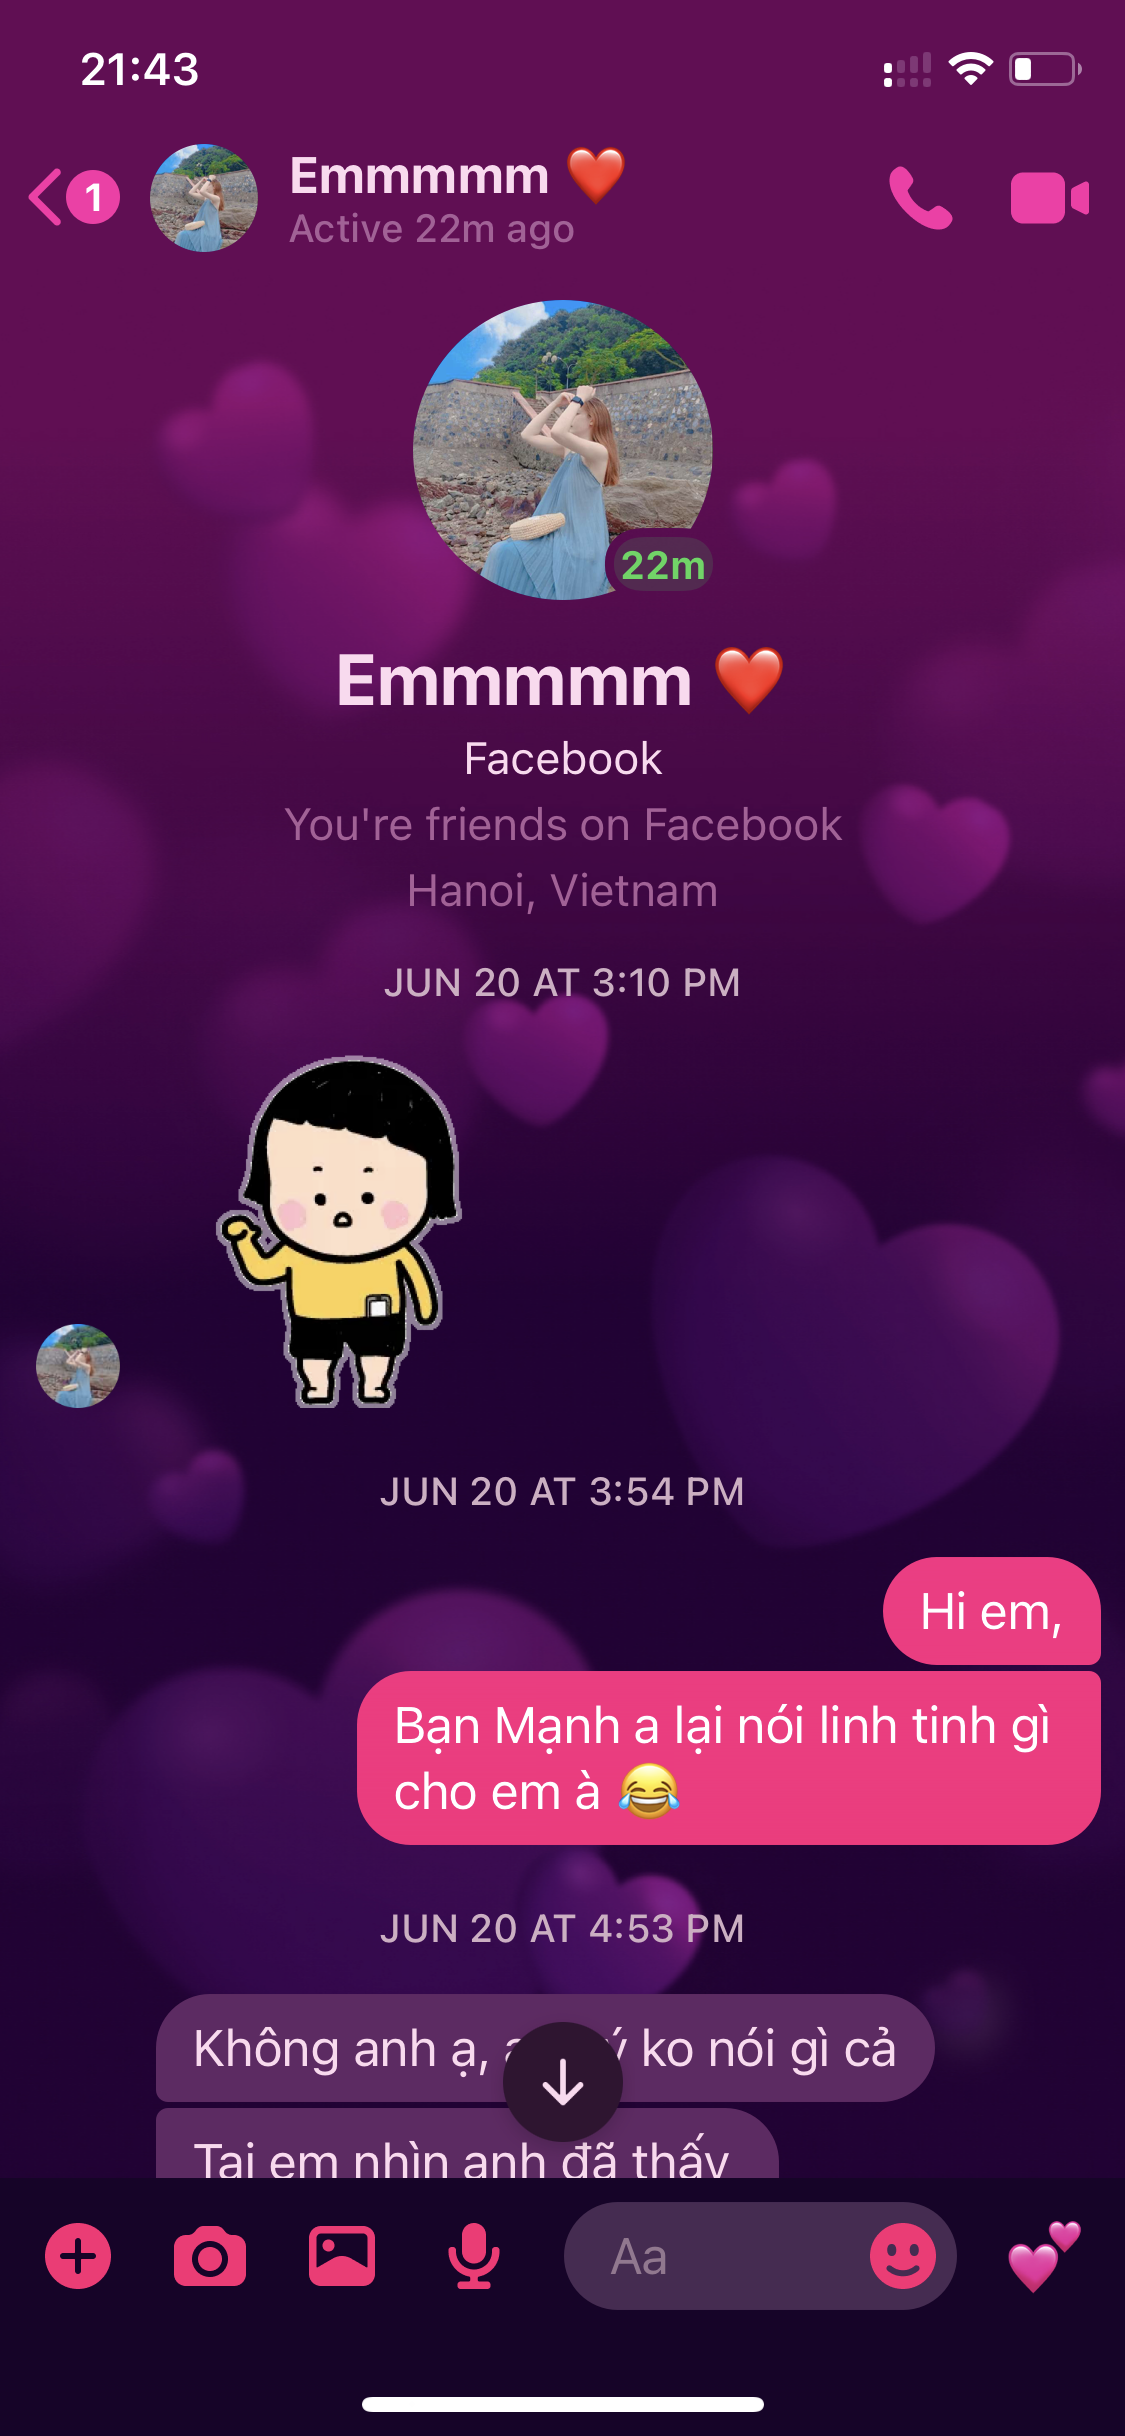 21:43
1
Emmmmm ❤️
Active 22m ago
22m
Emmmmm ❤️
Facebook
You're friends on Facebook
Hanoi, Vietnam
JUN 20 AT 3:10 PM
JUN 20 AT 3:54 PM
Hi em,
Bạn Mạnh a lại nói linh tinh gì
cho em à 😂
JUN 20 AT 4:53 PM
Không anh ạ, ko nói gì cả
Tại em nhìn anh đã thấy
Aa